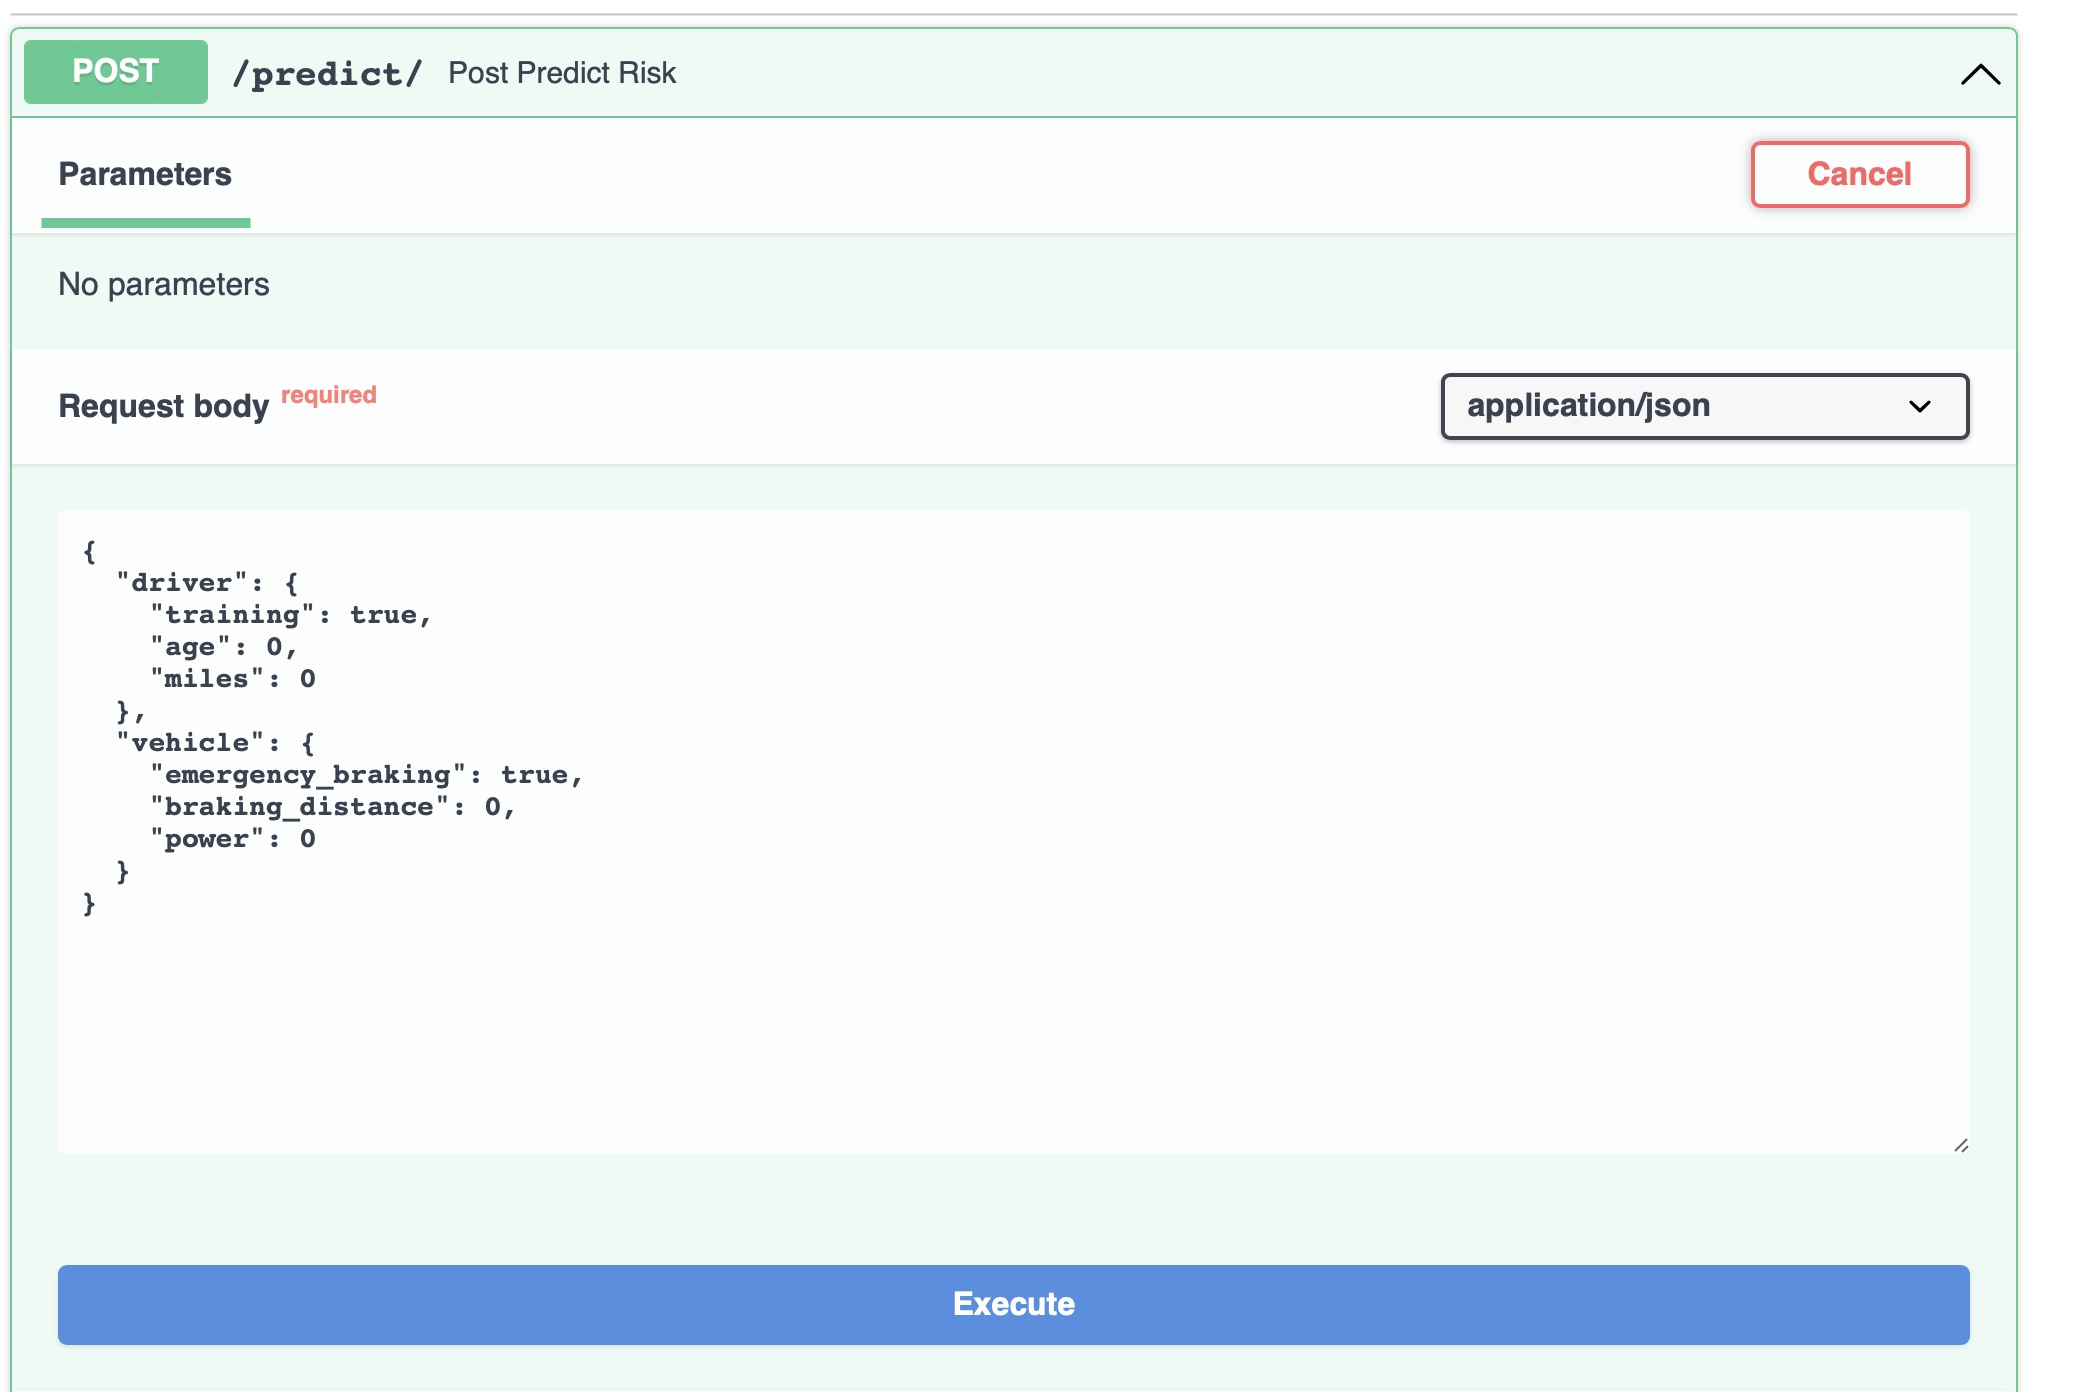 POST /predict/ Post Predict Risk
Parameters
Cancel
No parameters
Request body required
application/json
{
  "driver": {
    "training": true,
    "age": 0,
    "miles": 0
  },
  "vehicle": {
    "emergency_braking": true,
    "braking_distance": 0,
    "power": 0
  }
}
Execute